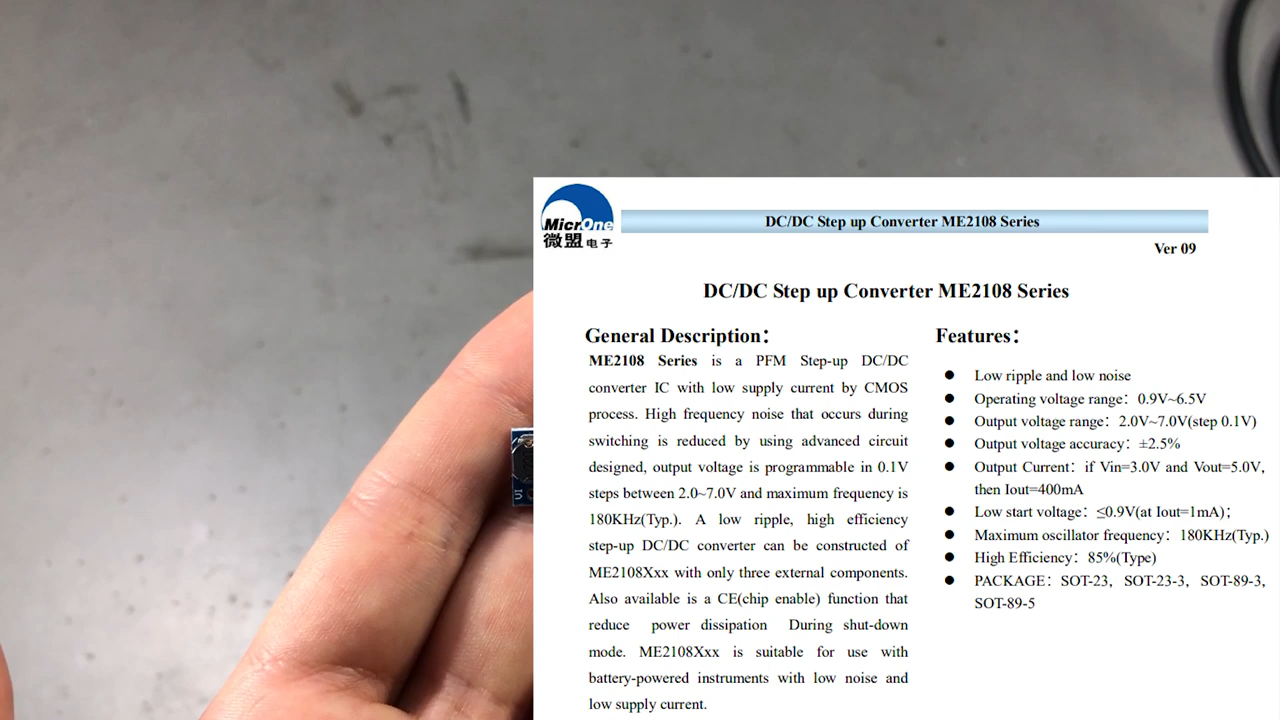 MicrOne
微盟电子
DC/DC Step up Converter ME2108 Series
Ver 09
DC/DC Step up Converter ME2108 Series
General Description：
ME2108 Series is a PFM Step-up DC/DC
converter IC with low supply current by CMOS
process. High frequency noise that occurs during
switching is reduced by using advanced circuit
designed, output voltage is programmable in 0.1V
steps between 2.0~7.0V and maximum frequency is
180KHz(Typ.). A low ripple, high efficiency
step-up DC/DC converter can be constructed of
ME2108Xxx with only three external components.
Also available is a CE(chip enable) function that
reduce power dissipation During shut-down
mode. ME2108Xxx is suitable for use with
battery-powered instruments with low noise and
low supply current.
Features：
● Low ripple and low noise
● Operating voltage range：0.9V~6.5V
● Output voltage range：2.0V~7.0V(step 0.1V)
● Output voltage accuracy：±2.5%
● Output Current：if Vin=3.0V and Vout=5.0V,
then Iout=400mA
● Low start voltage：≤0.9V(at Iout=1mA)；
● Maximum oscillator frequency：180KHz(Typ.)
● High Efficiency：85%(Type)
● PACKAGE：SOT-23, SOT-23-3, SOT-89-3,
SOT-89-5